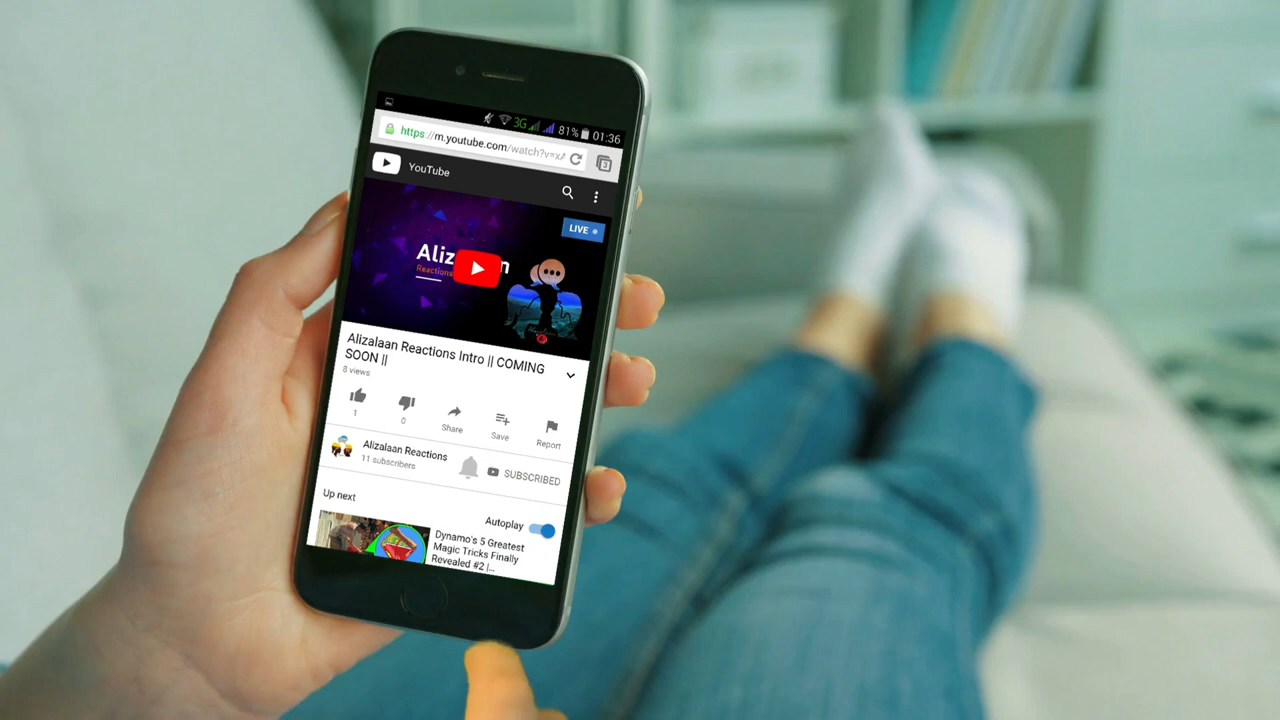 3G 81% 01:36
https://m.youtube.com/watch?v=x
3
YouTube
LIVE
Reactions
Alizalaan Reactions Intro || COMING
SOON ||
8 views
1
0
Share
Save
Report
Alizalaan Reactions
11 subscribers
SUBSCRIBED
Up next
Autoplay
Dynamo's 5 Greatest
Magic Tricks Finally
Revealed #2 |...